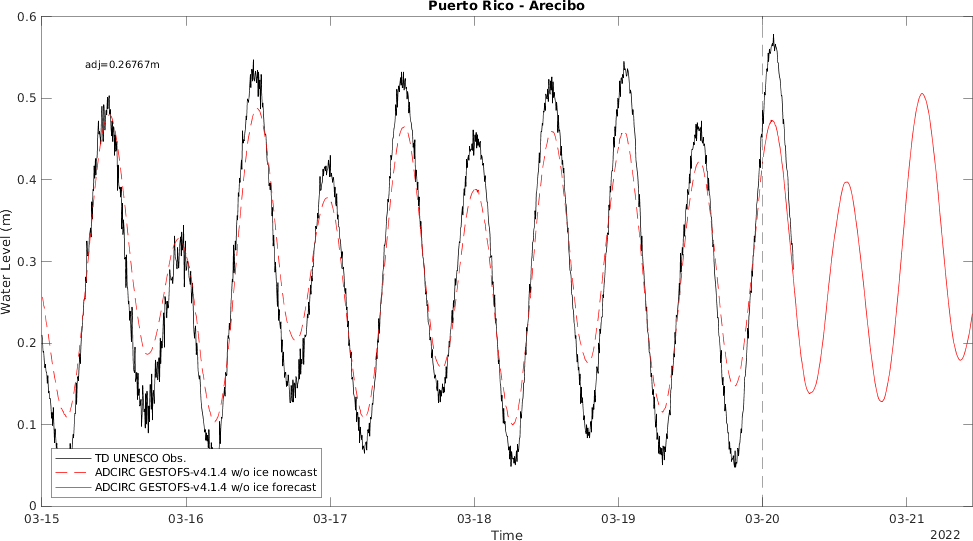 Puerto Rico - Arecibo
0.6
adj=0.26767m
0.5
0.4
0.3
0.2
0.1
0
Water Level (m)
TD UNESCO Obs.
ADCIRC GESTOFS-v4.1.4 w/o ice nowcast
ADCIRC GESTOFS-v4.1.4 w/o ice forecast
03-15 03-16 03-17 03-18 03-19 03-20 03-21
Time
2022